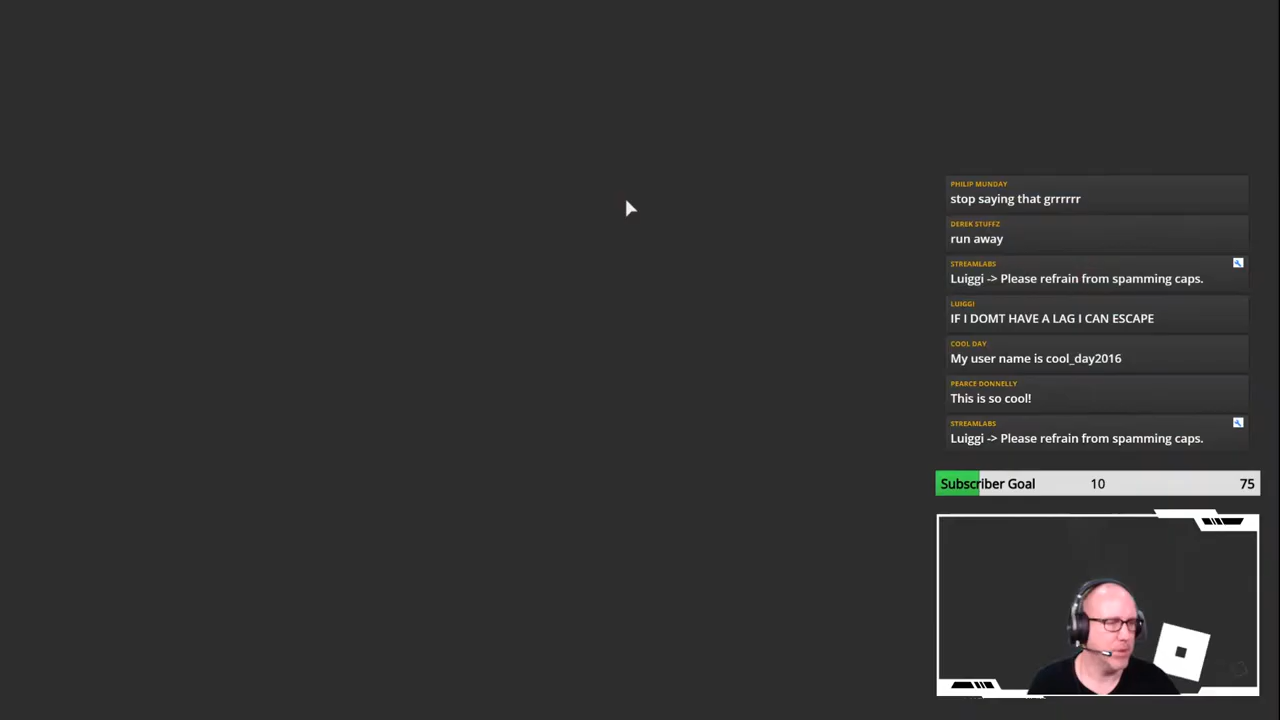 PHILIP MUNDAY
stop saying that grrrrrr
DEREK STUFFZ
run away
STREAMLABS
Luiggi -> Please refrain from spamming caps.
LUIGGI
IF I DOMT HAVE A LAG I CAN ESCAPE
COOL DAY
My user name is cool_day2016
PEARCE DONNELLY
This is so cool!
STREAMLABS
Luiggi -> Please refrain from spamming caps.
Subscriber Goal 10 75